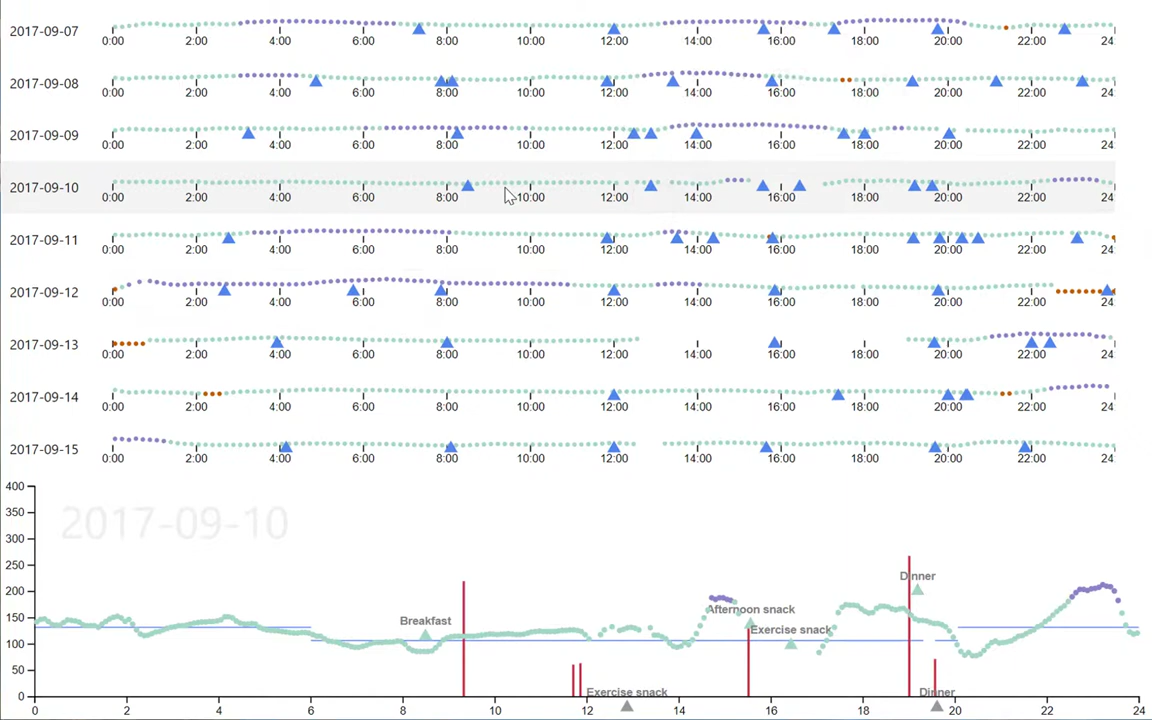 2017-09-07
0:00 2:00 4:00 6:00 8:00 10:00 12:00 14:00 16:00 18:00 20:00 22:00 24:
2017-09-08
0:00 2:00 4:00 6:00 8:00 10:00 12:00 14:00 16:00 18:00 20:00 22:00 24:
2017-09-09
0:00 2:00 4:00 6:00 8:00 10:00 12:00 14:00 16:00 18:00 20:00 22:00 24:
2017-09-10
0:00 2:00 4:00 6:00 8:00 10:00 12:00 14:00 16:00 18:00 20:00 22:00 24:
2017-09-11
0:00 2:00 4:00 6:00 8:00 10:00 12:00 14:00 16:00 18:00 20:00 22:00 24:
2017-09-12
0:00 2:00 4:00 6:00 8:00 10:00 12:00 14:00 16:00 18:00 20:00 22:00 24:
2017-09-13
0:00 2:00 4:00 6:00 8:00 10:00 12:00 14:00 16:00 18:00 20:00 22:00 24:
2017-09-14
0:00 2:00 4:00 6:00 8:00 10:00 12:00 14:00 16:00 18:00 20:00 22:00 24:
2017-09-15
0:00 2:00 4:00 6:00 8:00 10:00 12:00 14:00 16:00 18:00 20:00 22:00 24:
400
350
2017-09-10
300
250
Dinner
200
Afternoon snack
150
Breakfast
Exercise snack
100
50
Exercise snack
Dinner
0
0 2 4 6 8 10 12 14 16 18 20 22 24